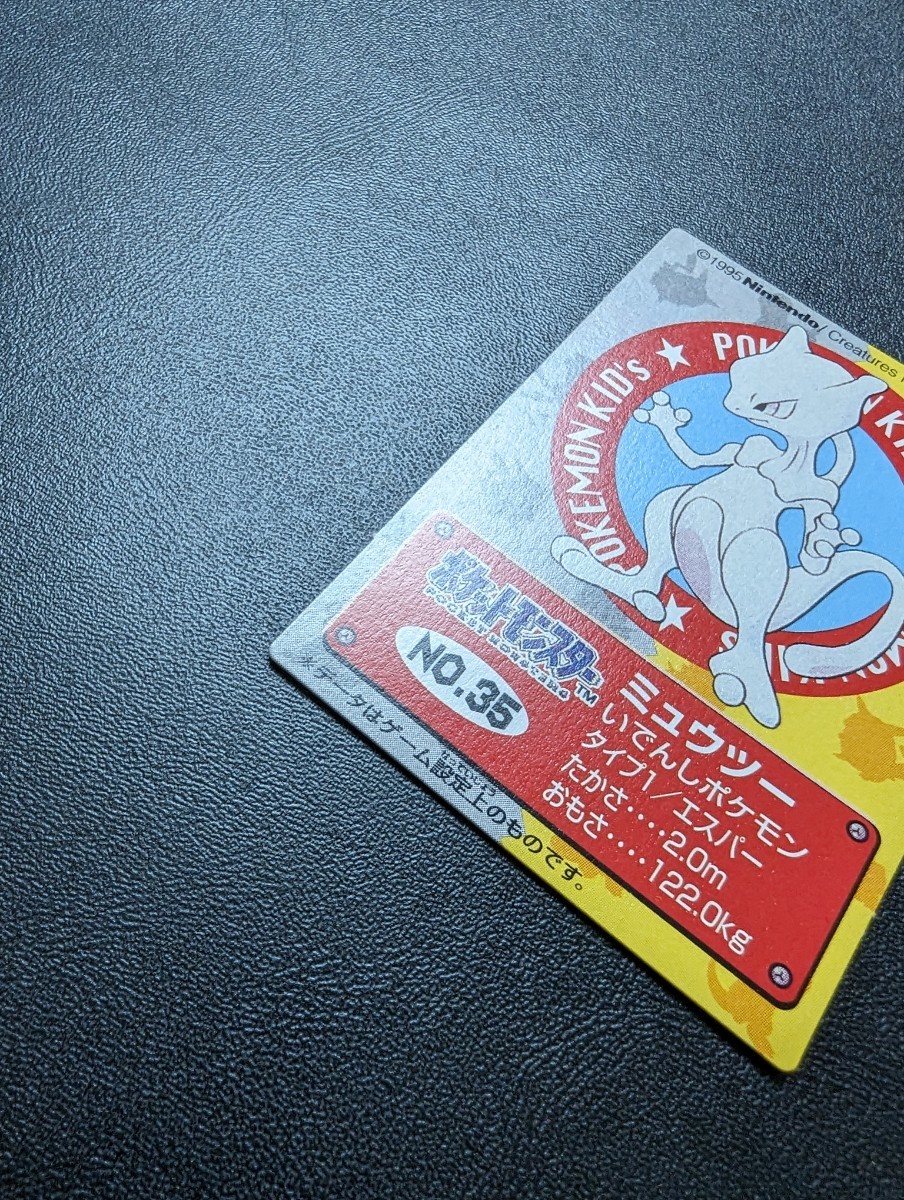 ©1995 Nintendo/Creatures
POKEMON KID'S ★
ポケットモンスター™
POCKET MONSTERS
NO.35
ミュウツー
いでんしポケモン
タイプ1/エスパー
たかさ‥‥2.0m
おもさ‥‥122.0kg
*データはゲーム設定上のものです。